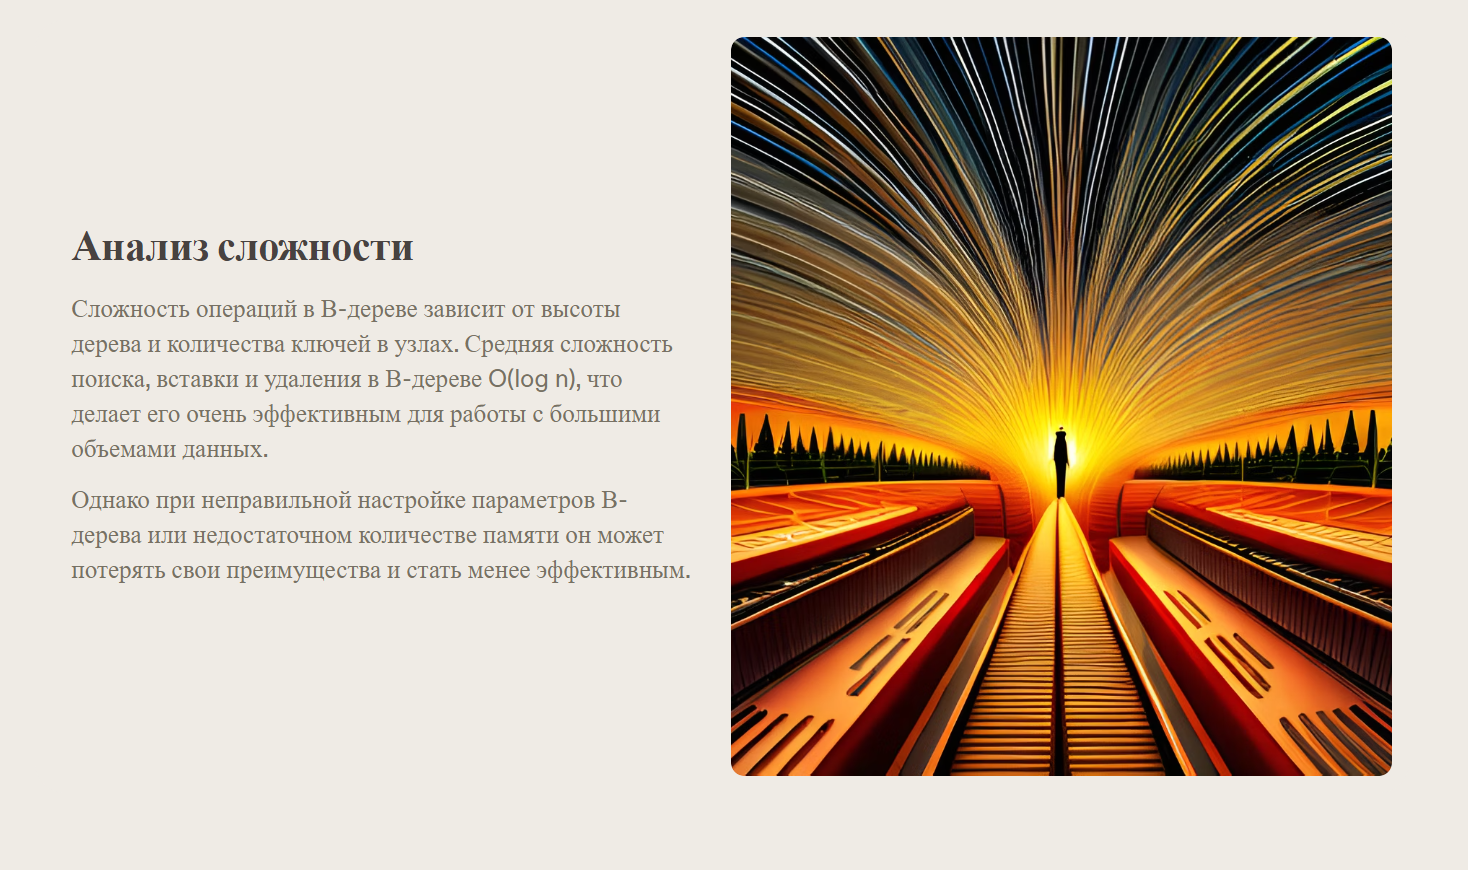 Анализ сложности
Сложность операций в B-дереве зависит от высоты
дерева и количества ключей в узлах. Средняя сложность
поиска, вставки и удаления в B-дереве O(log n), что
делает его очень эффективным для работы с большими
объемами данных.
Однако при неправильной настройке параметров B-
дерева или недостаточном количестве памяти он может
потерять свои преимущества и стать менее эффективным.